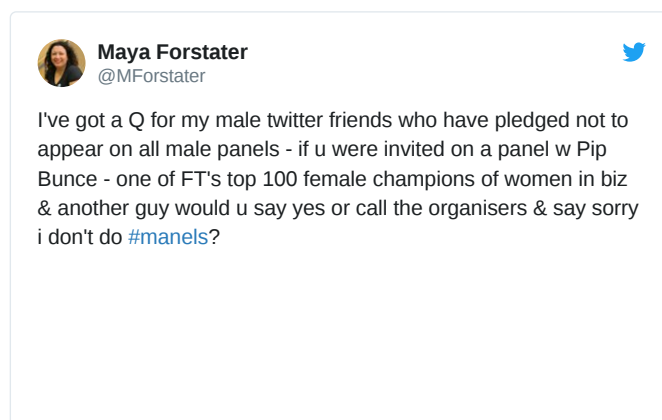 Maya Forstater
@MForstater
I've got a Q for my male twitter friends who have pledged not to
appear on all male panels - if u were invited on a panel w Pip
Bunce - one of FT's top 100 female champions of women in biz
& another guy would u say yes or call the organisers & say sorry
i don't do #manels?